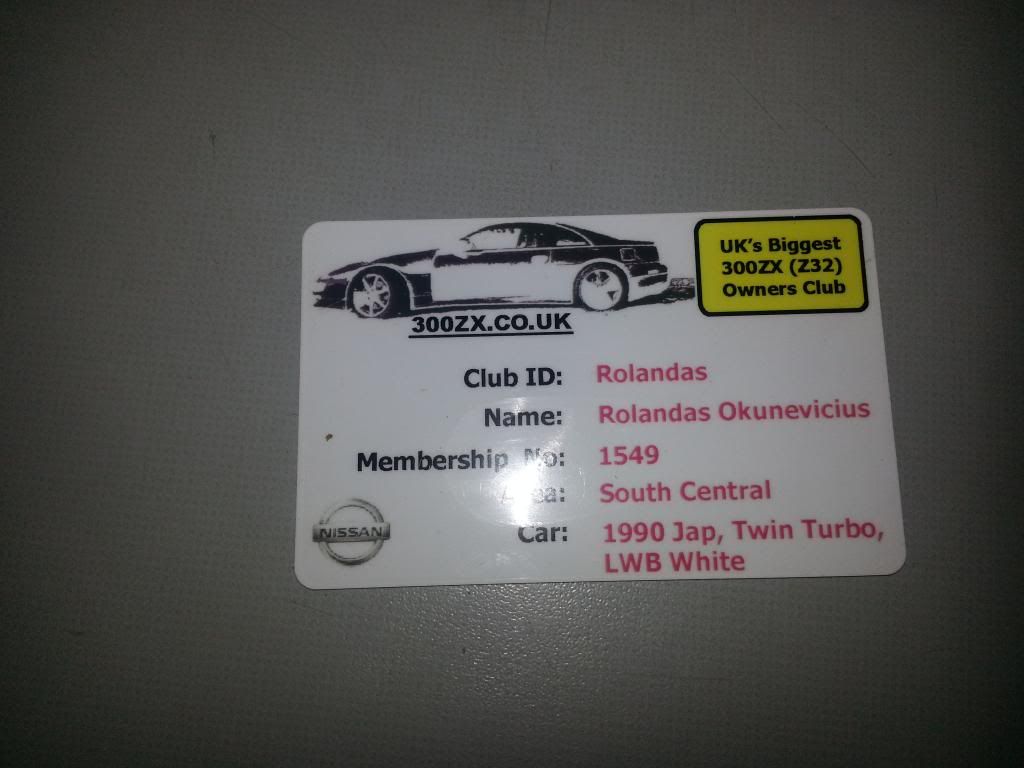 UK's Biggest
300ZX (Z32)
Owners Club
300ZX.CO.UK
Club ID: Rolandas
Name: Rolandas Okunevicius
Membership No: 1549
Area: South Central
Car: 1990 Jap, Twin Turbo,
LWB White
NISSAN